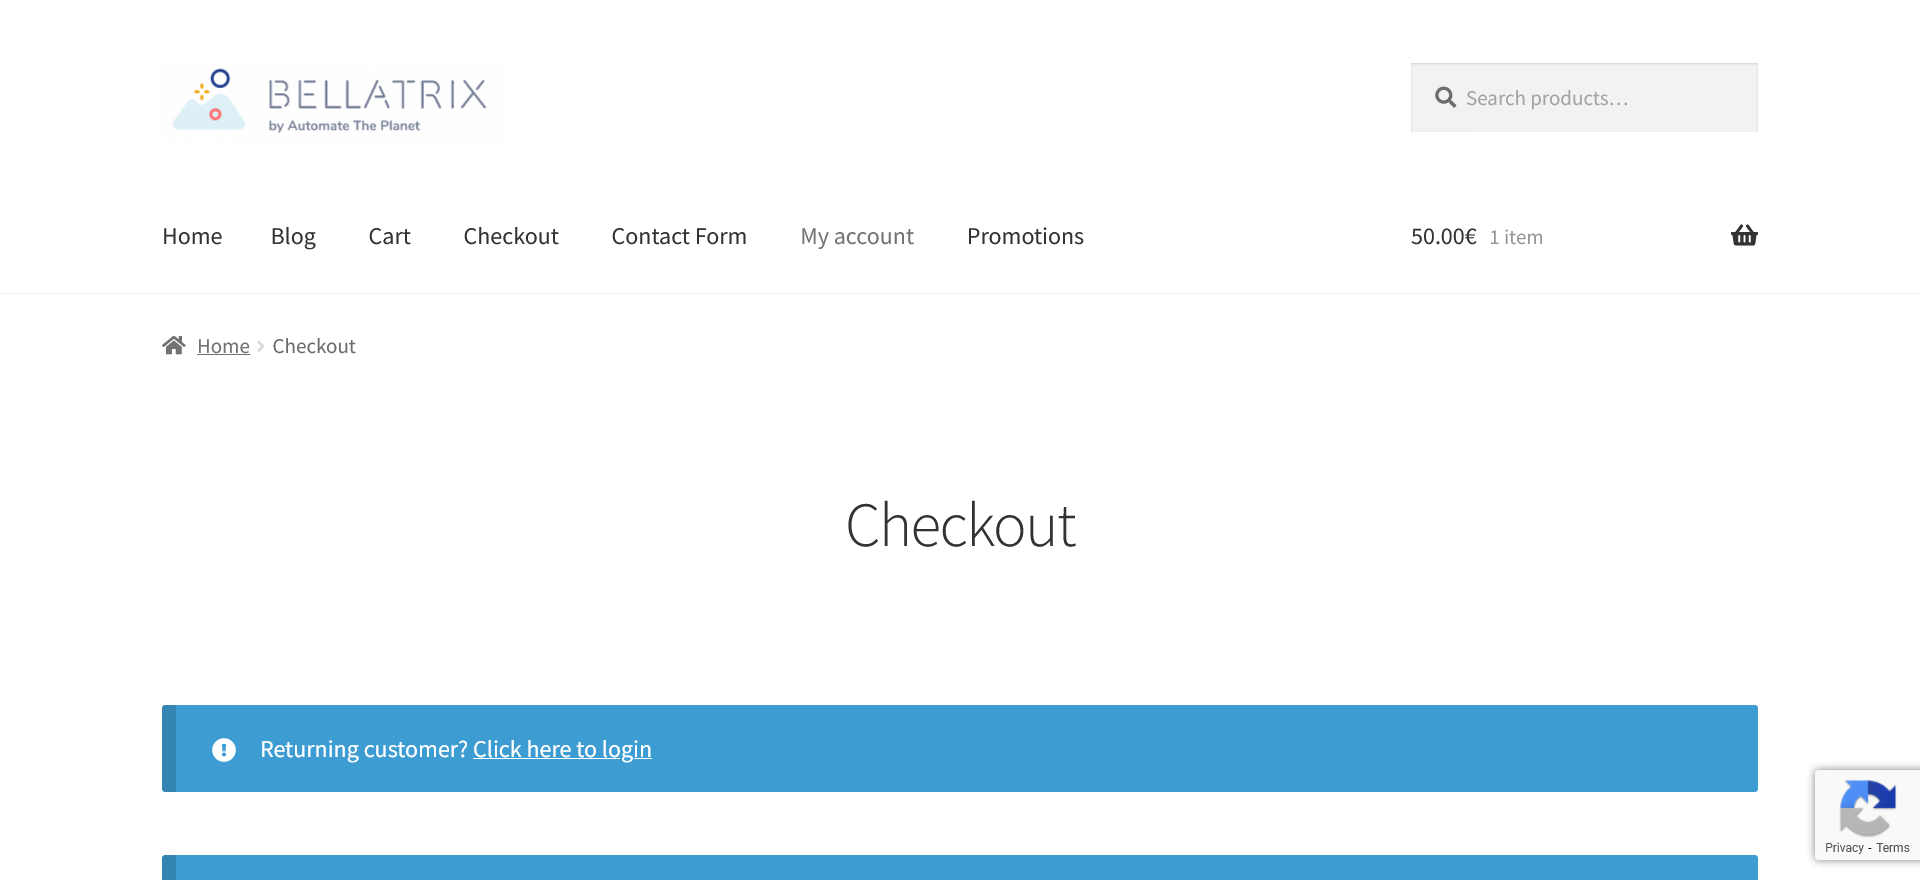 BELLATRIX
by Automate The Planet
Search products…
Home Blog Cart Checkout Contact Form My account Promotions 50.00€ 1 item
Home Checkout
Checkout
Returning customer? Click here to login
Privacy - Terms